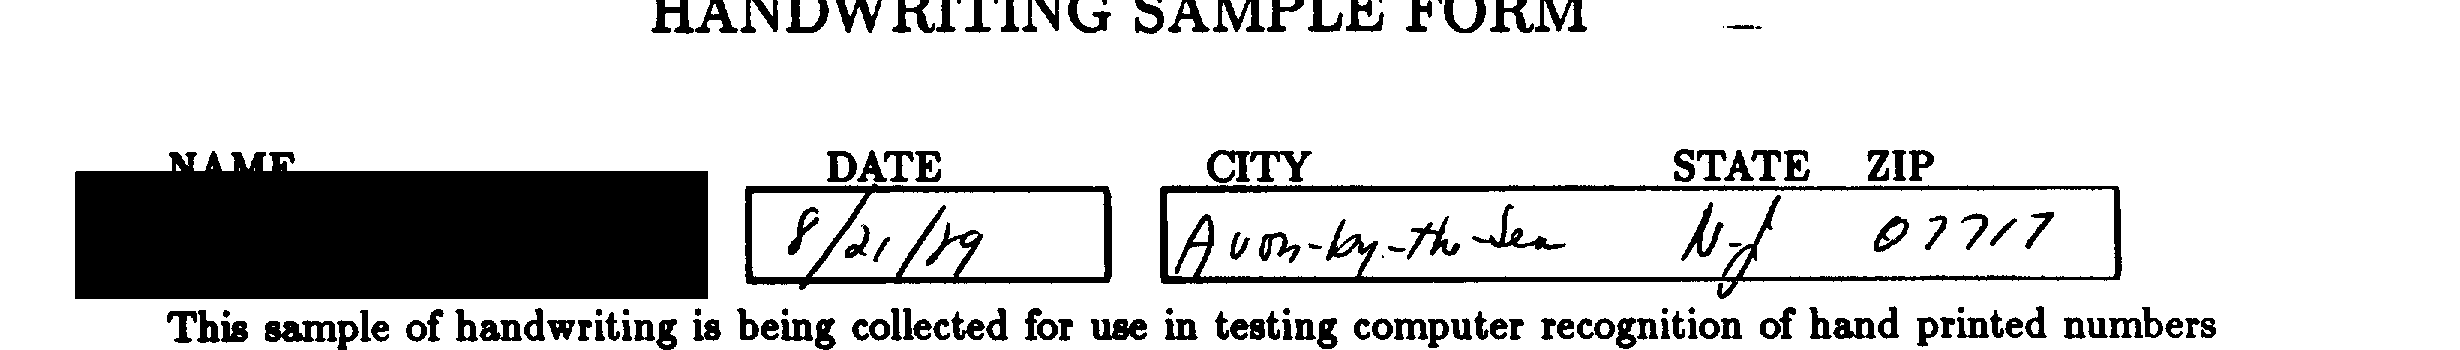 HANDWRITING SAMPLE FORM
NAME DATE CITY STATE ZIP
8/21/89 Avon-by-the-Sea NJ 07717
This sample of handwriting is being collected for use in testing computer recognition of hand printed numbers